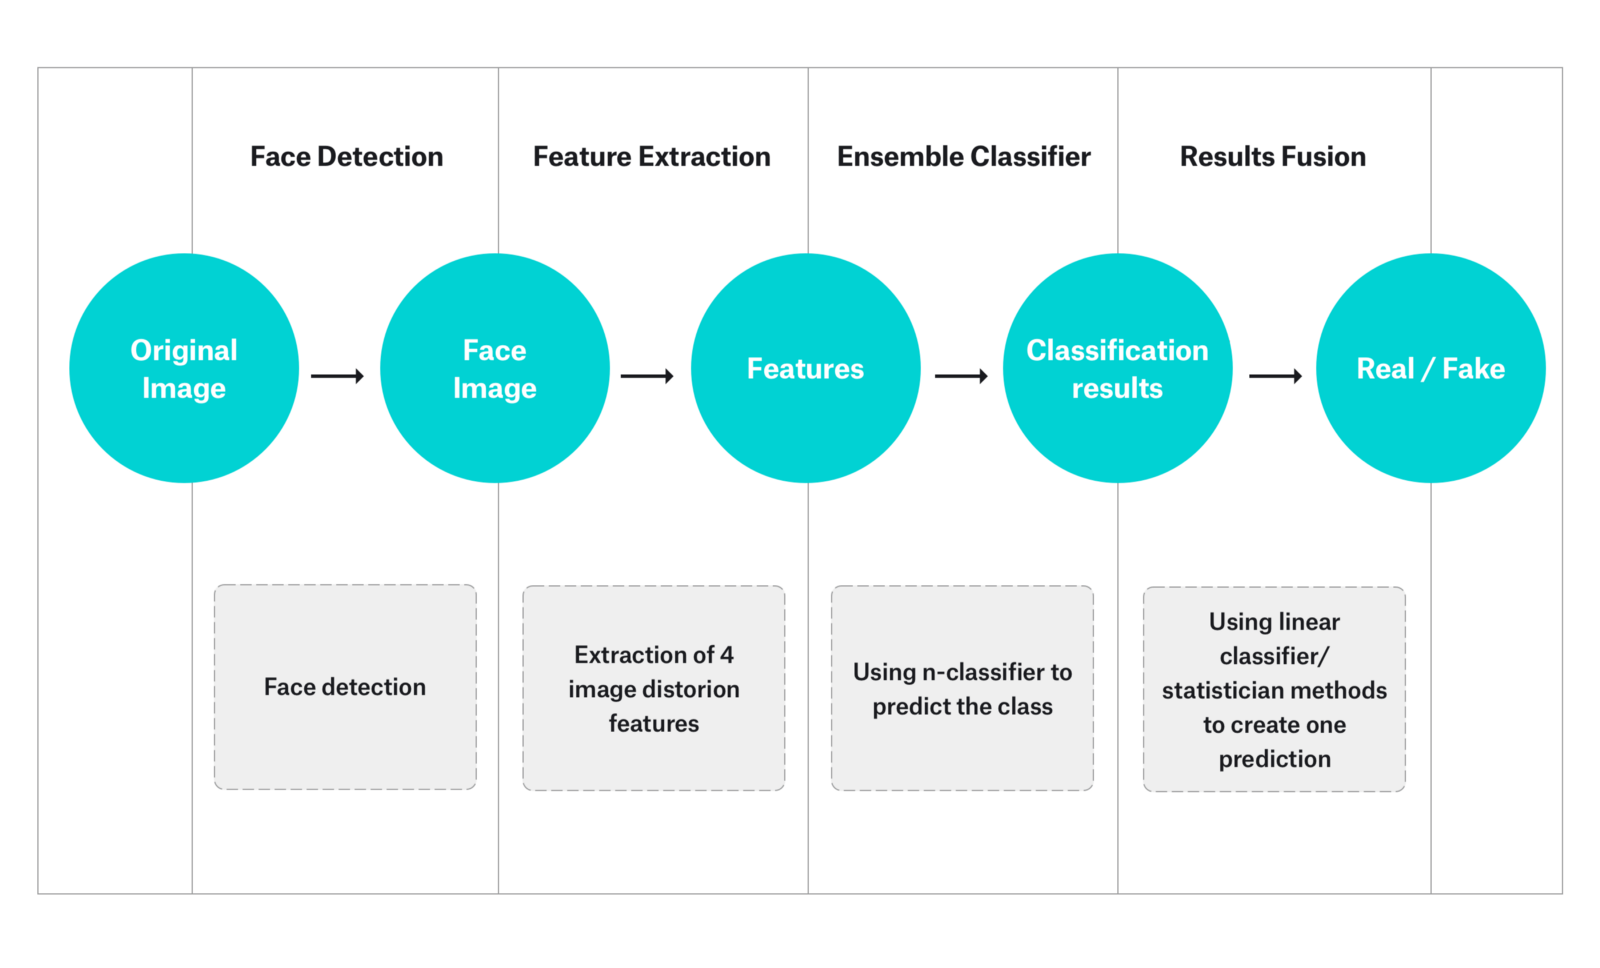 Face Detection
Feature Extraction
Ensemble Classifier
Results Fusion
Original
Image
Face
Image
Features
Classification
results
Real / Fake
Face detection
Extraction of 4
image distorion
features
Using n-classifier to
predict the class
Using linear
classifier/
statistician methods
to create one
prediction